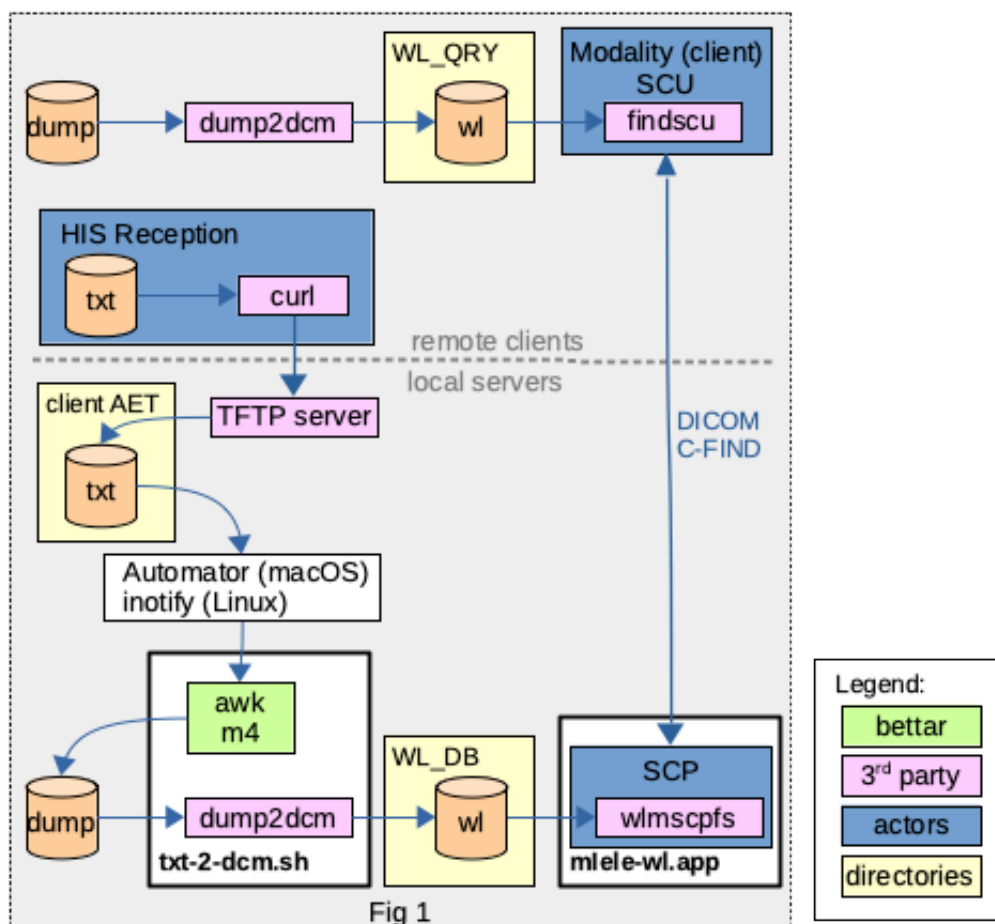 WL_QRY
Modality (client)
SCU
dump
dump2dcm
wl
findscu
HIS Reception
txt
curl
remote clients
local servers
client AET
TFTP server
txt
DICOM
C-FIND
Automator (macOS)
inotify (Linux)
awk
m4
WL_DB
SCP
dump
dump2dcm
wl
wlmscpfs
txt-2-dcm.sh
mlele-wl.app
Fig 1
Legend:
bettar
3rd party
actors
directories